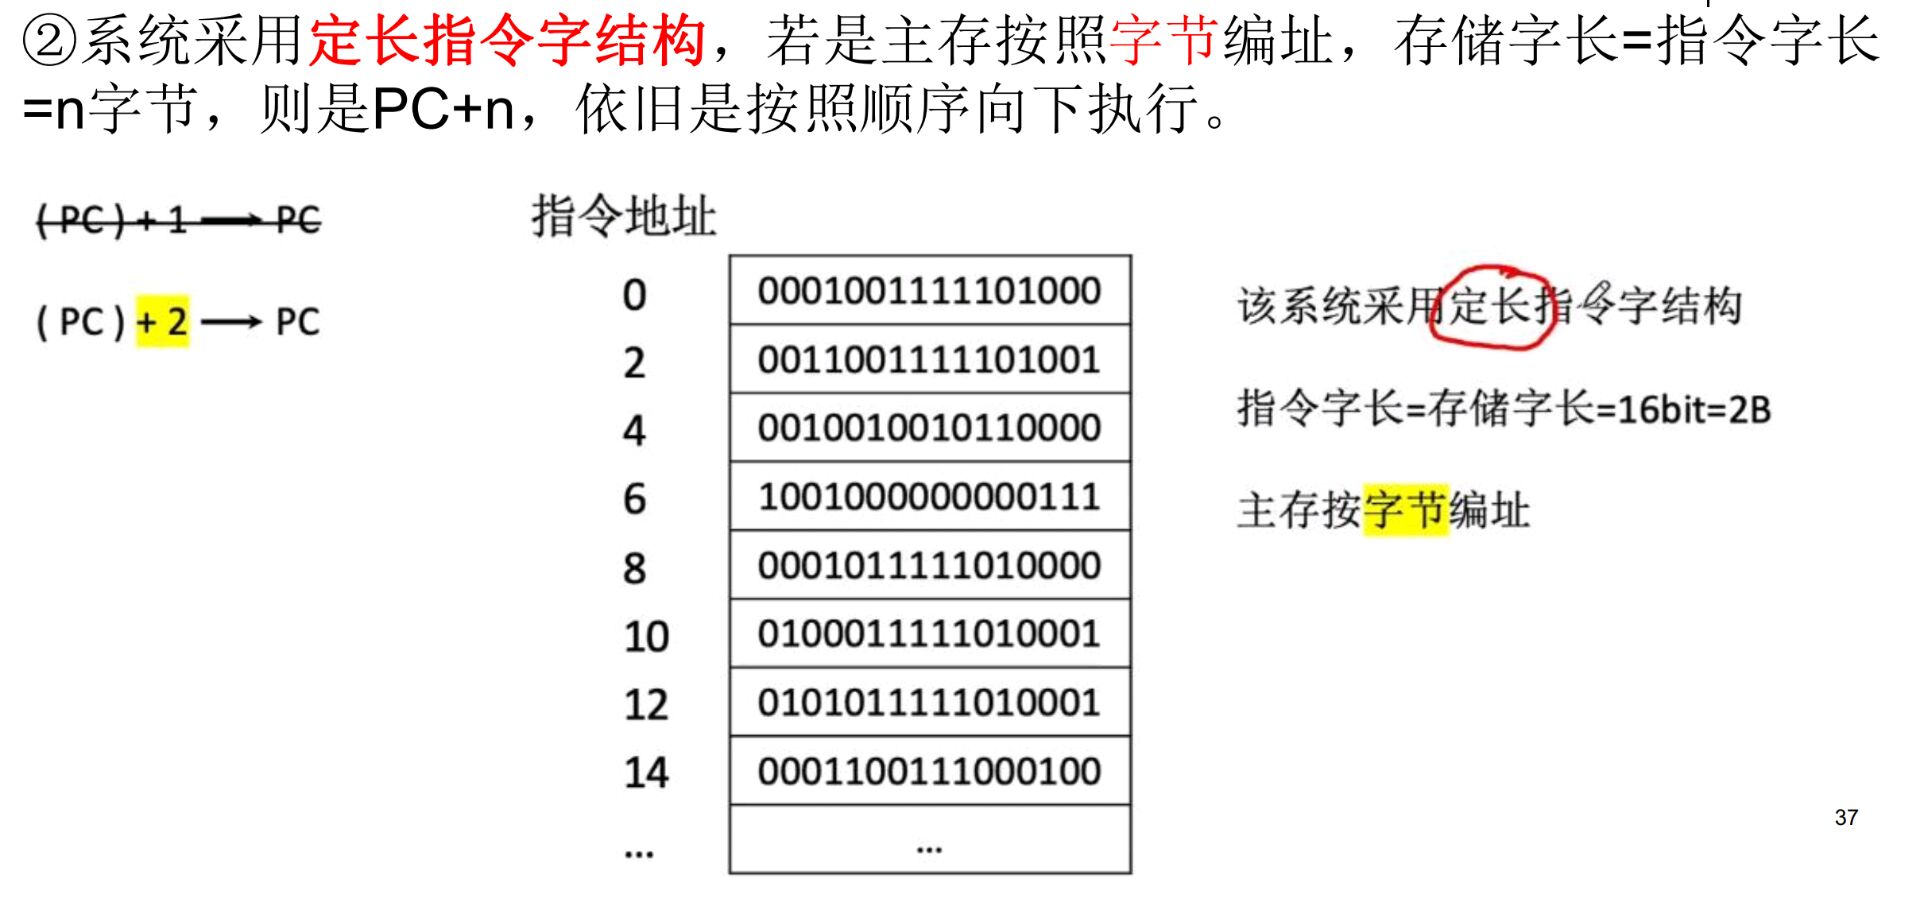 ②系统采用定长指令字结构，若是主存按照字节编址，存储字长=指令字长
=n字节，则是PC+n，依旧是按照顺序向下执行。
(PC)+1→PC
(PC)+2→PC
指令地址
0 0001001111101000
2 0011001111101001
4 0010010010110000
6 1001000000000111
8 0001011111010000
10 0100011111010001
12 0101011111010001
14 0001100111000100
... ...
该系统采用定长指令字结构
指令字长=存储字长=16bit=2B
主存按字节编址
37